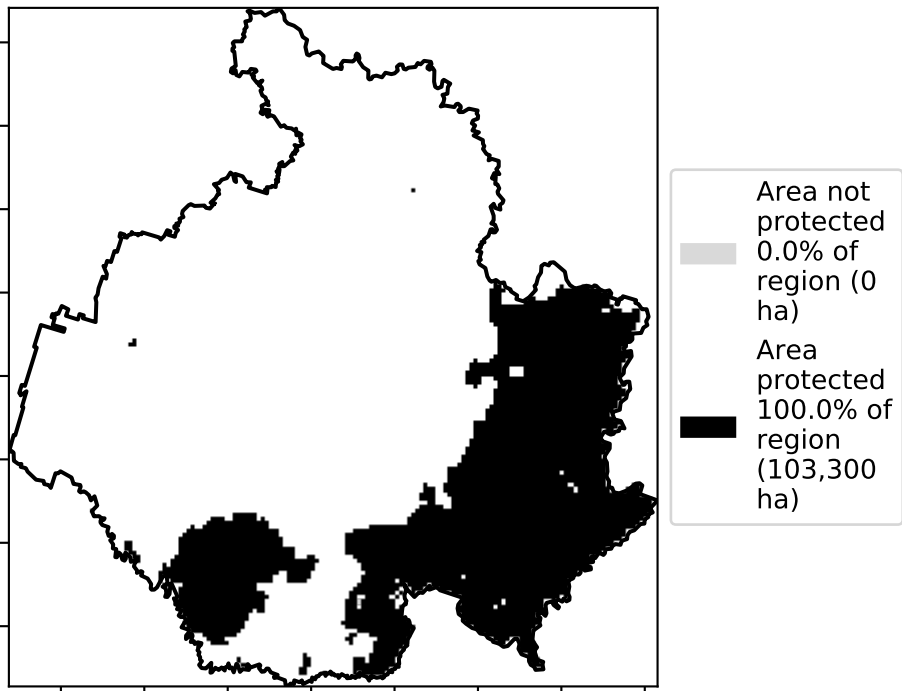 Area not
protected
0.0% of
region (0
ha)
Area
protected
100.0% of
region
(103,300
ha)